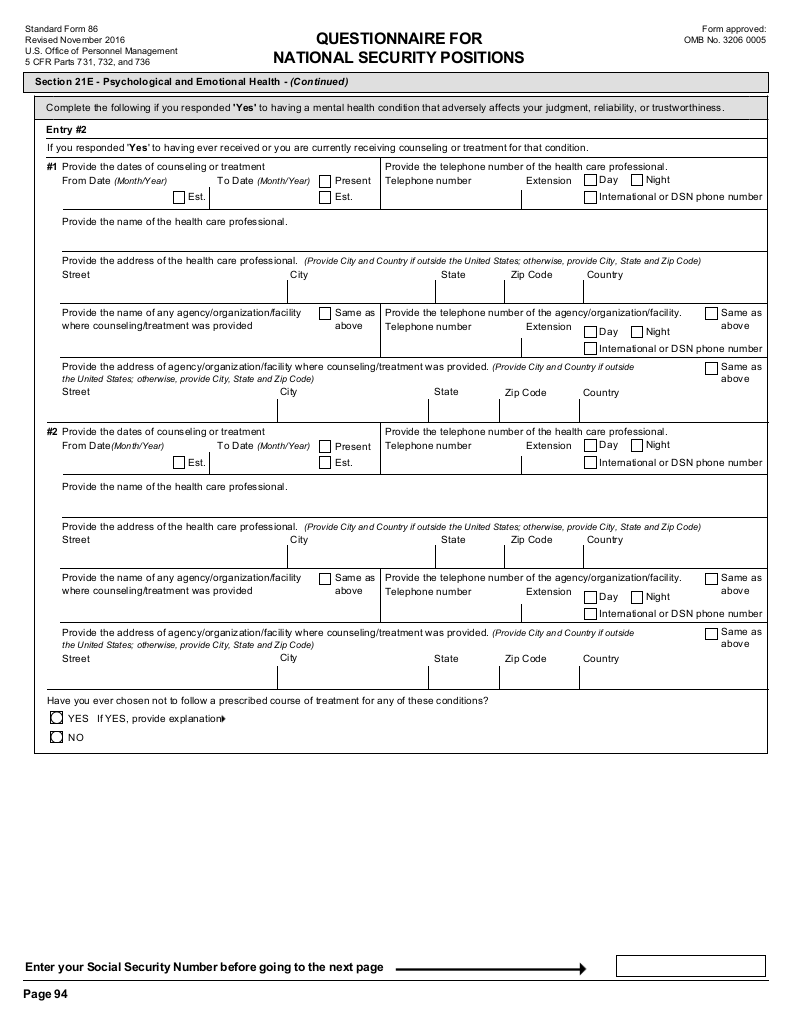 Standard Form 86
Revised November 2016
U.S. Office of Personnel Management
5 CFR Parts 731, 732, and 736
QUESTIONNAIRE FOR
NATIONAL SECURITY POSITIONS
Form approved:
OMB No. 3206 0005
Section 21E - Psychological and Emotional Health - (Continued)
Complete the following if you responded 'Yes' to having a mental health condition that adversely affects your judgment, reliability, or trustworthiness.
Entry #2
If you responded 'Yes' to having ever received or you are currently receiving counseling or treatment for that condition.
#1 Provide the dates of counseling or treatment
From Date (Month/Year) To Date (Month/Year) Present
Est. Est.
Provide the telephone number of the health care professional.
Telephone number Extension Day Night
International or DSN phone number
Provide the name of the health care professional.
Provide the address of the health care professional. (Provide City and Country if outside the United States; otherwise, provide City, State and Zip Code)
Street City State Zip Code Country
Provide the name of any agency/organization/facility Same as
where counseling/treatment was provided above
Provide the telephone number of the agency/organization/facility. Same as
Telephone number Extension Day Night above
International or DSN phone number
Provide the address of agency/organization/facility where counseling/treatment was provided. (Provide City and Country if outside Same as
the United States; otherwise, provide City, State and Zip Code) above
Street City State Zip Code Country
#2 Provide the dates of counseling or treatment
From Date(Month/Year) To Date (Month/Year) Present
Est. Est.
Provide the telephone number of the health care professional.
Telephone number Extension Day Night
International or DSN phone number
Provide the name of the health care professional.
Provide the address of the health care professional. (Provide City and Country if outside the United States; otherwise, provide City, State and Zip Code)
Street City State Zip Code Country
Provide the name of any agency/organization/facility Same as
where counseling/treatment was provided above
Provide the telephone number of the agency/organization/facility. Same as
Telephone number Extension Day Night above
International or DSN phone number
Provide the address of agency/organization/facility where counseling/treatment was provided. (Provide City and Country if outside Same as
the United States; otherwise, provide City, State and Zip Code) above
Street City State Zip Code Country
Have you ever chosen not to follow a prescribed course of treatment for any of these conditions?
YES If YES, provide explanation
NO
Enter your Social Security Number before going to the next page
Page 94